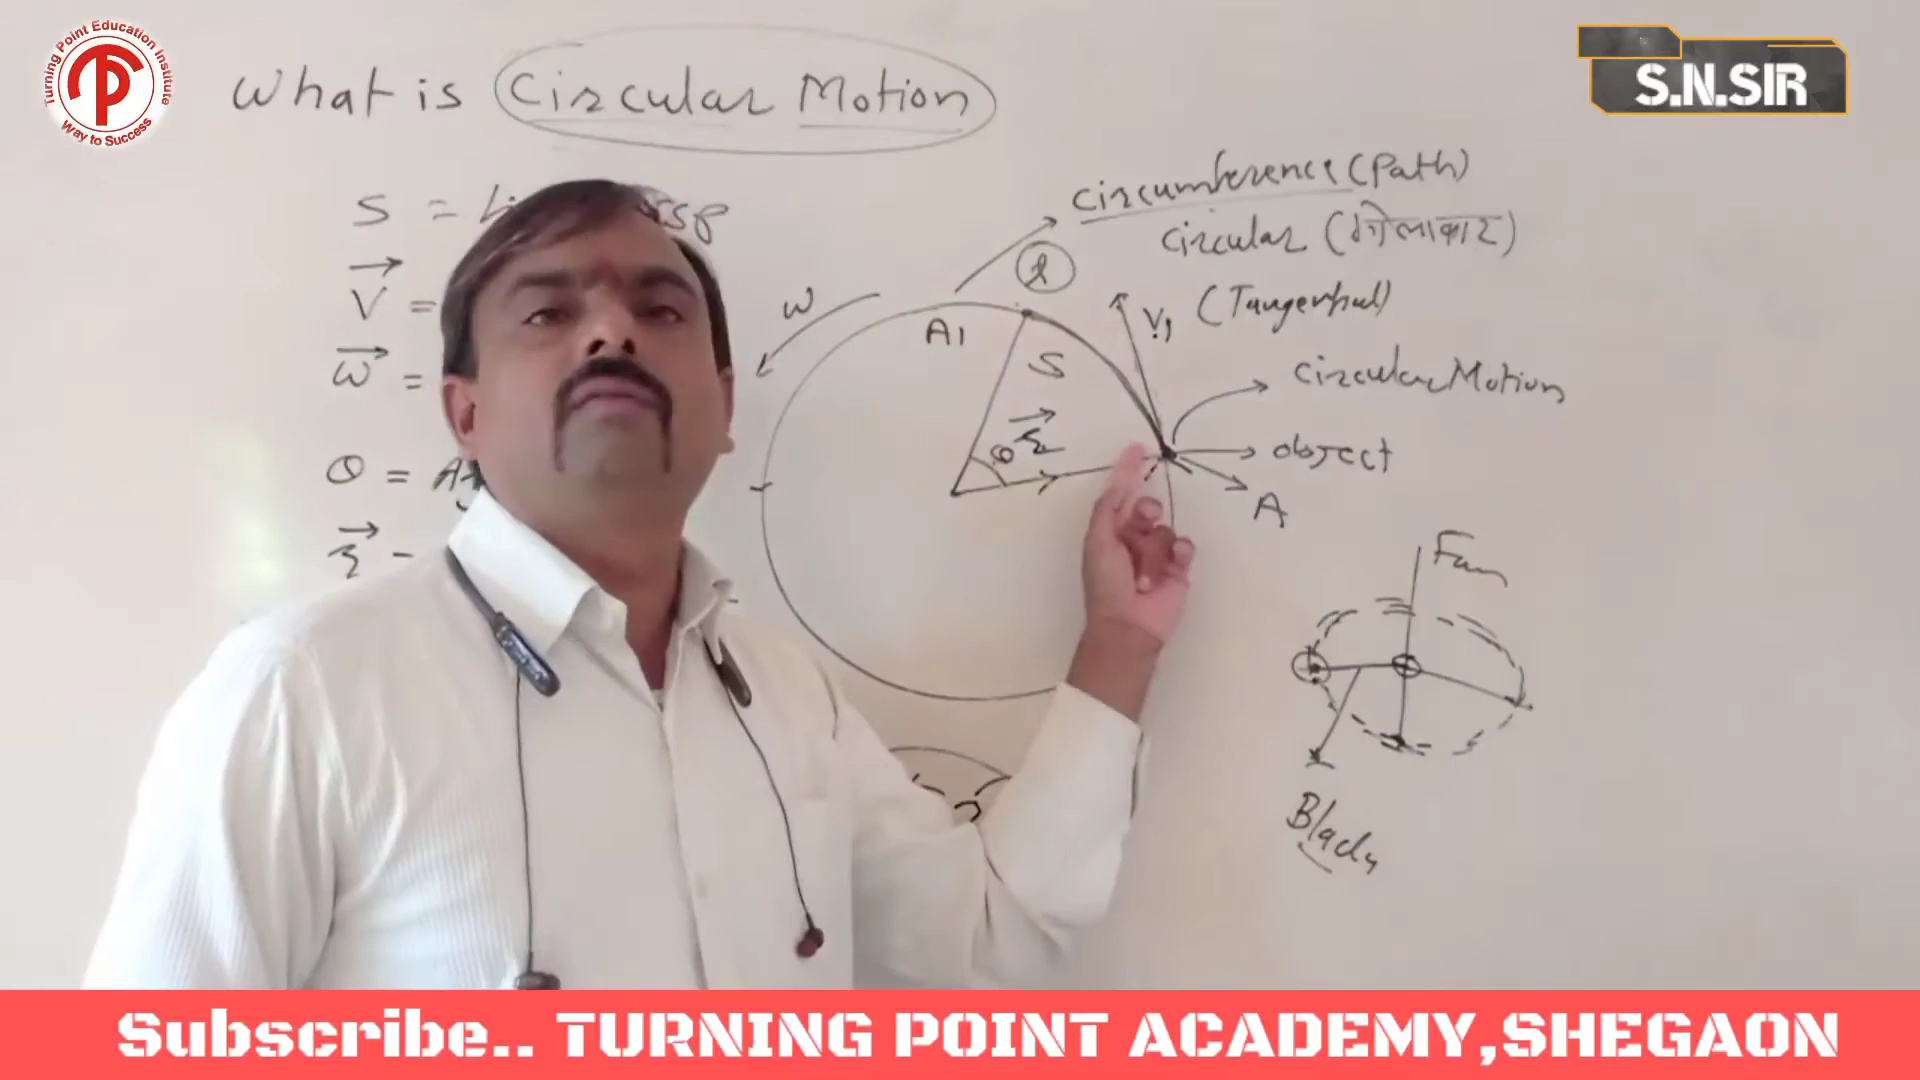 Turning Point Education Institute
Way to Success
S.N.SIR
What is Circular Motion
S =
V =
ω =
θ =
r -
ω
A1
S
θ
r
Circumference (Path)
circular (गोलाकार)
V1 (Tangential)
Circular Motion
object
A
Fan
Blade
Subscribe.. TURNING POINT ACADEMY,SHEGAON